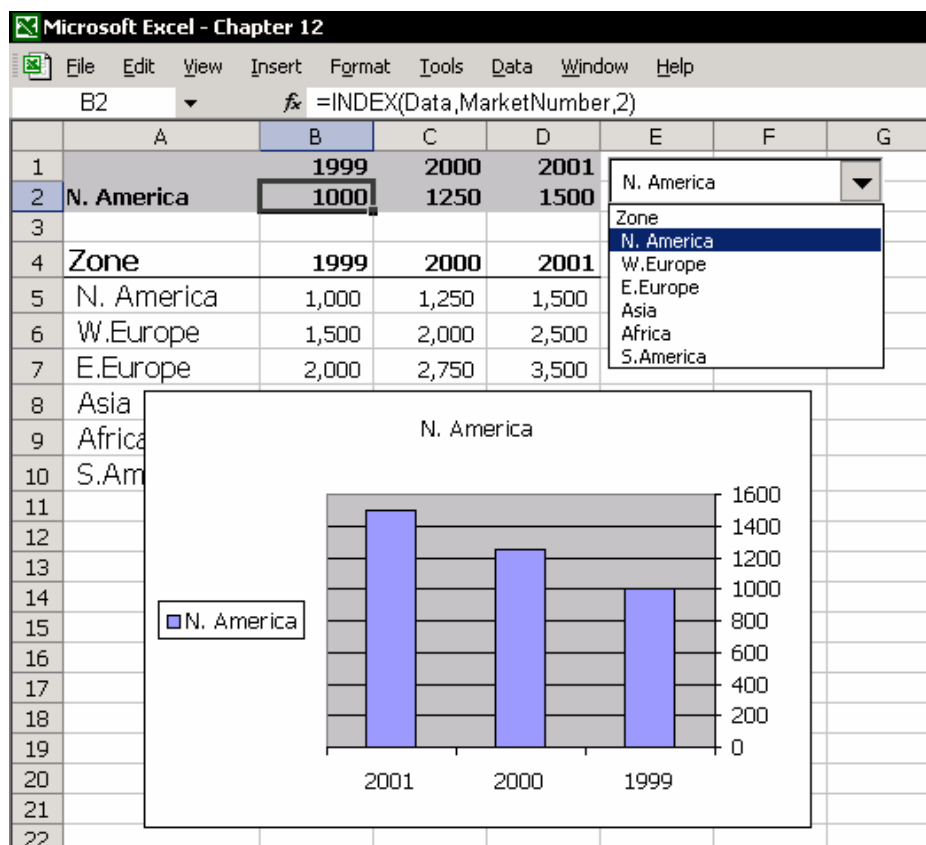 Microsoft Excel - Chapter 12
File Edit View Insert Format Tools Data Window Help
B2 fx =INDEX(Data,MarketNumber,2)
A B C D E F G
1 1999 2000 2001 N. America
2 N. America 1000 1250 1500
3 Zone
N. America
4 Zone 1999 2000 2001 W.Europe
5 N. America 1,000 1,250 1,500 E.Europe
Asia
6 W.Europe 1,500 2,000 2,500 Africa
7 E.Europe 2,000 2,750 3,500 S.America
8 Asia
9 Africa N. America
10 S.Am
11 1600
12 1400
13 1200
14 1000
15 N. America 800
16 600
17 400
18 200
19 0
20 2001 2000 1999
21
22